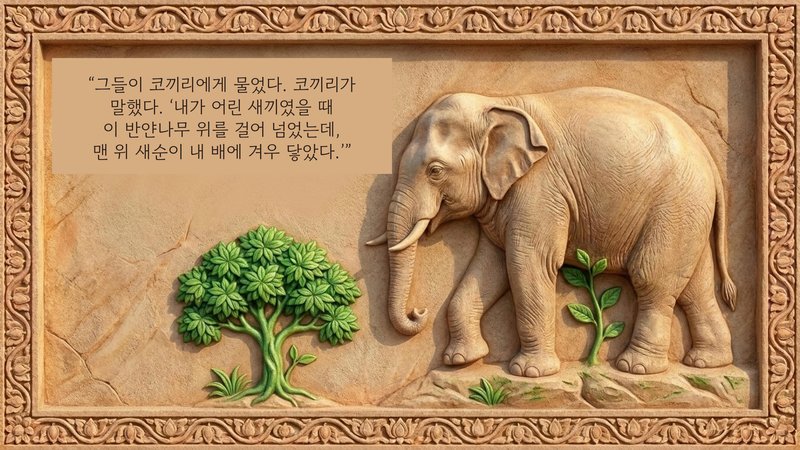 “그들이 코끼리에게 물었다. 코끼리가
말했다. ‘내가 어린 새끼였을 때
이 반얀나무 위를 걸어 넘었는데,
맨 위 새순이 내 배에 겨우 닿았다.’”